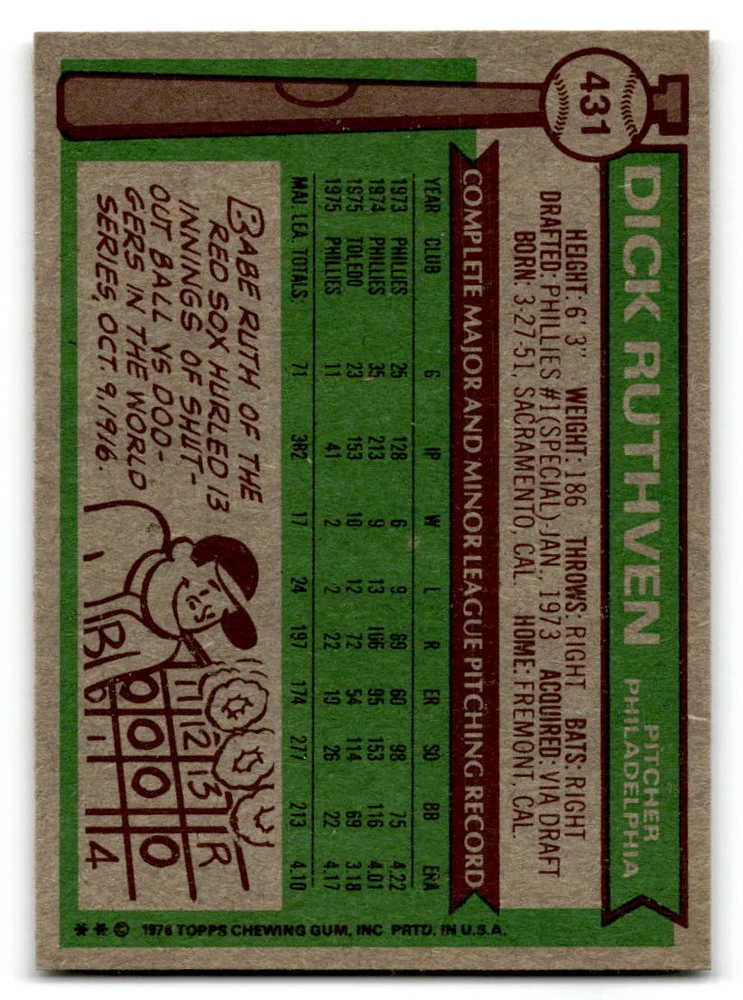 431
DICK RUTHVEN
PITCHER
PHILADELPHIA
HEIGHT: 6' 3" WEIGHT: 186 THROWS: RIGHT BATS: RIGHT
DRAFTED: PHILLIES #1(SPECIAL)-JAN., 1973 ACQUIRED: VIA DRAFT
BORN: 3-27-51, SACRAMENTO, CAL. HOME: FREMONT, CAL.
COMPLETE MAJOR AND MINOR LEAGUE PITCHING RECORD
YEAR CLUB G IP W L R ER SO BB ERA
1973 PHILLIES 25 128 6 9 69 60 98 75 4.22
1974 PHILLIES 35 213 9 13 106 95 153 116 4.01
1975 TOLEDO 23 153 10 12 72 54 114 69 3.18
1975 PHILLIES 11 41 2 2 22 19 26 22 4.17
MAJ. LEA. TOTALS 71 382 17 24 197 174 277 213 4.10
BABE RUTH OF THE
RED SOX HURLED 13
INNINGS OF SHUT-
OUT BALL VS DOD-
GERS IN THE WORLD
SERIES, OCT. 9, 1916.
11 12 13 R
0 0 0 0
B 4
** © 1976 TOPPS CHEWING GUM, INC PRTD. IN U.S.A.